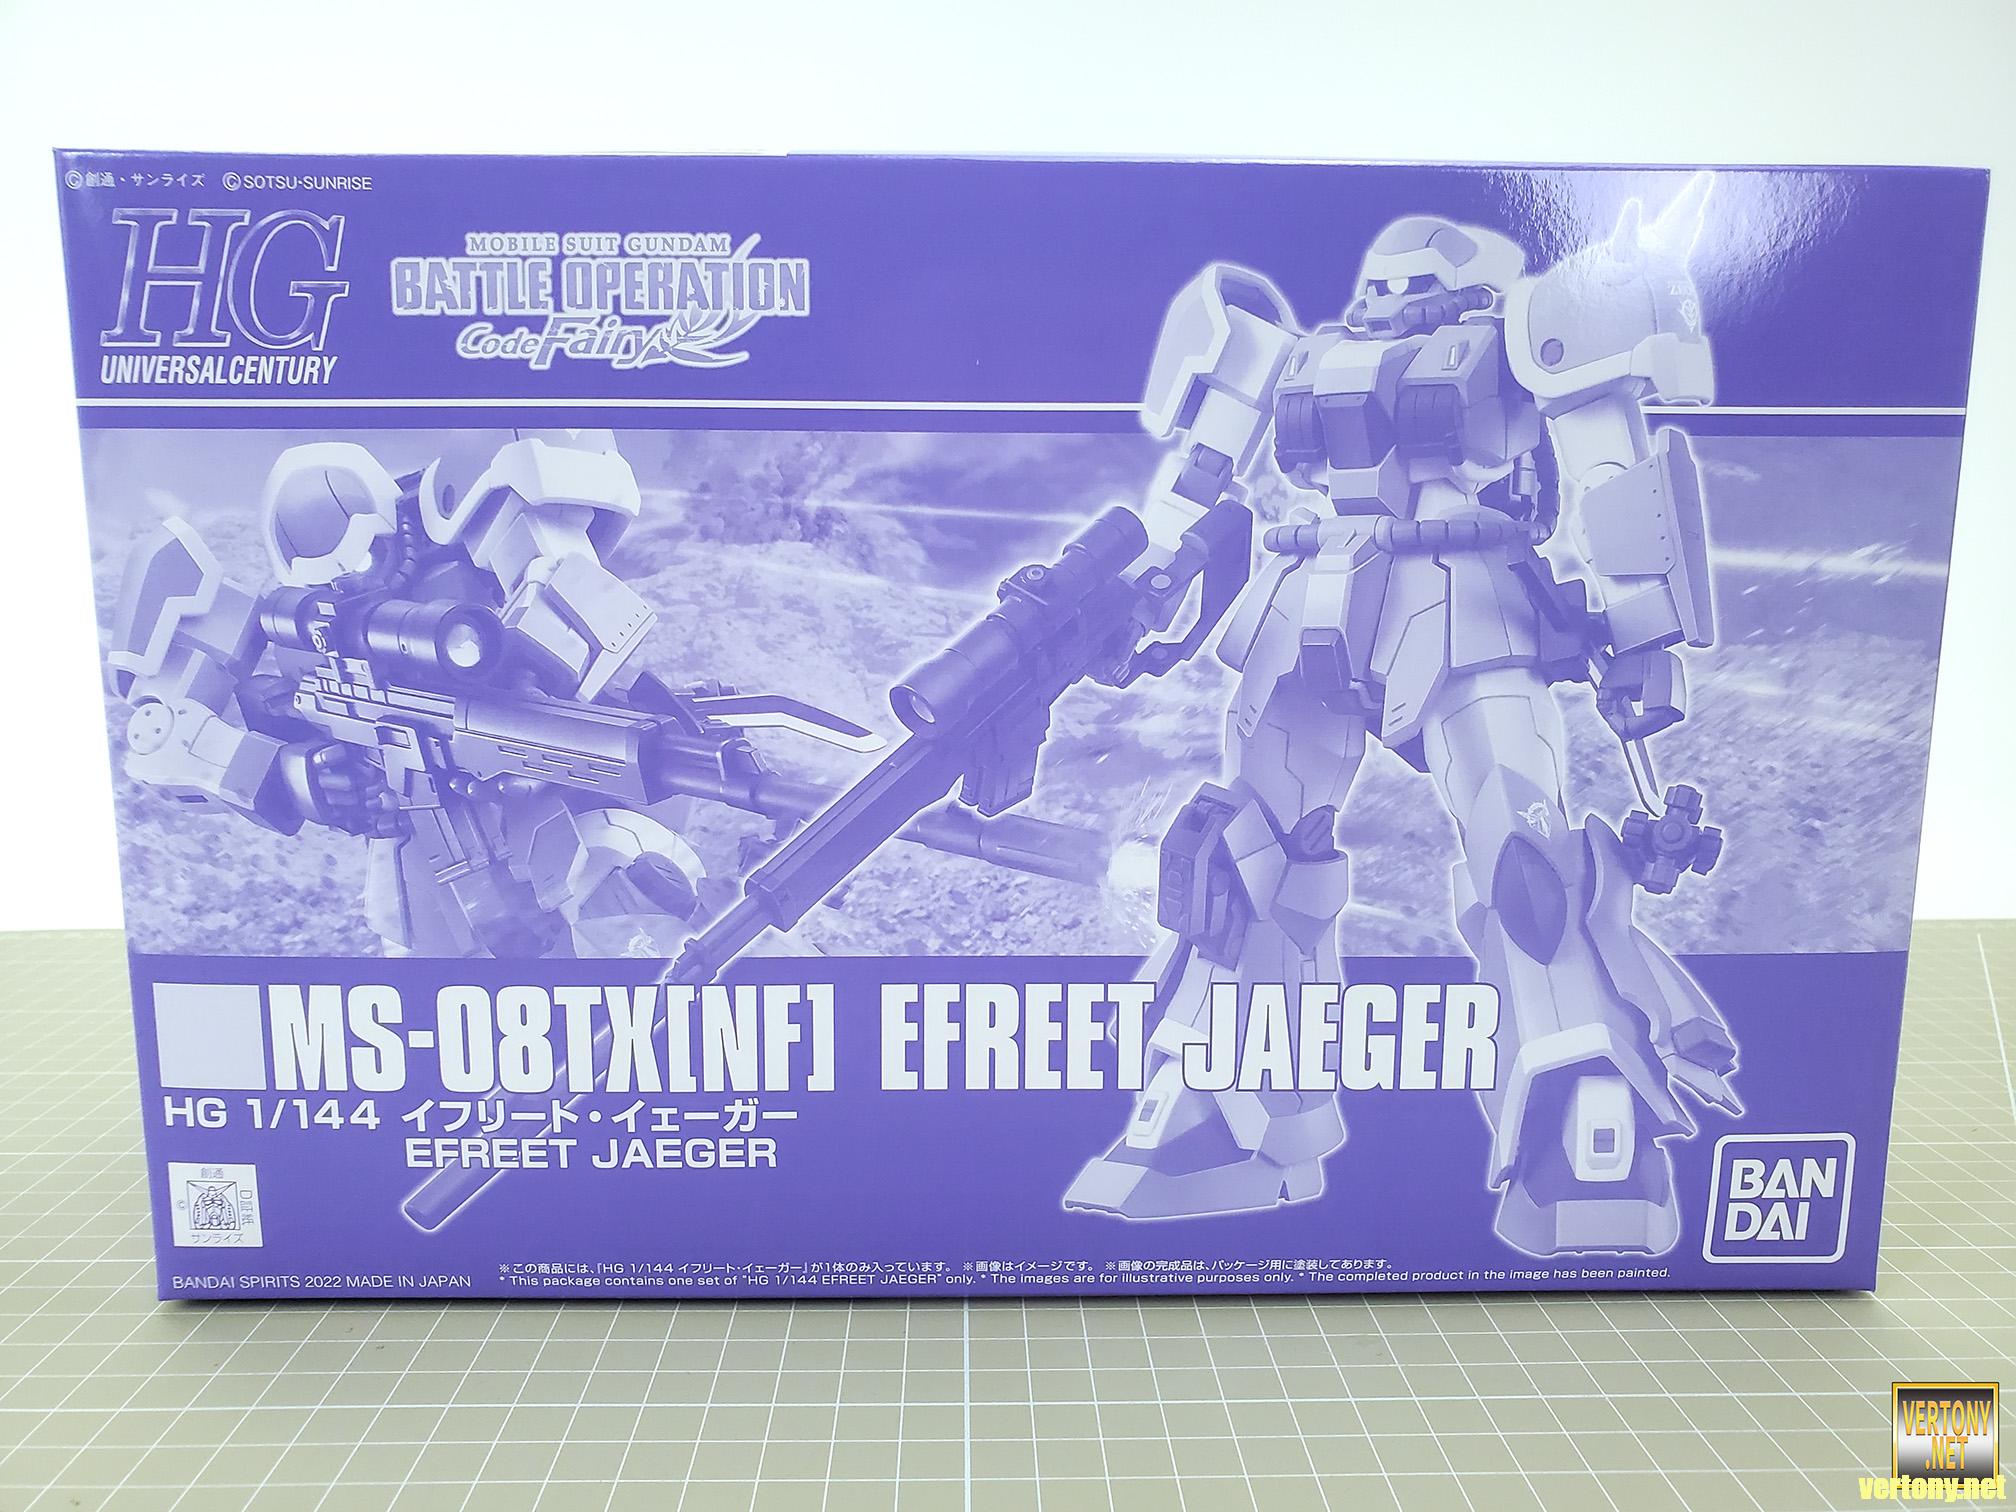 ©創通・サンライズ ©SOTSU・SUNRISE
HG
UNIVERSAL CENTURY
MOBILE SUIT GUNDAM
BATTLE OPERATION
Code Fairy
MS-08TX[NF] EFREET JAEGER
HG 1/144 イフリート・イェーガー
EFREET JAEGER
創通
©
D証紙
サンライズ
BAN
DAI
BANDAI SPIRITS 2022 MADE IN JAPAN
※この商品には、「HG 1/144 イフリート・イェーガー」が1体のみ入っています。 ※画像はイメージです。 ※画像の完成品は、パッケージ用に塗装してあります。
* This package contains one set of "HG 1/144 EFREET JAEGER" only. * The images are for illustrative purposes only. * The completed product in the image has been painted.
VERTONY
.NET
vertony.net